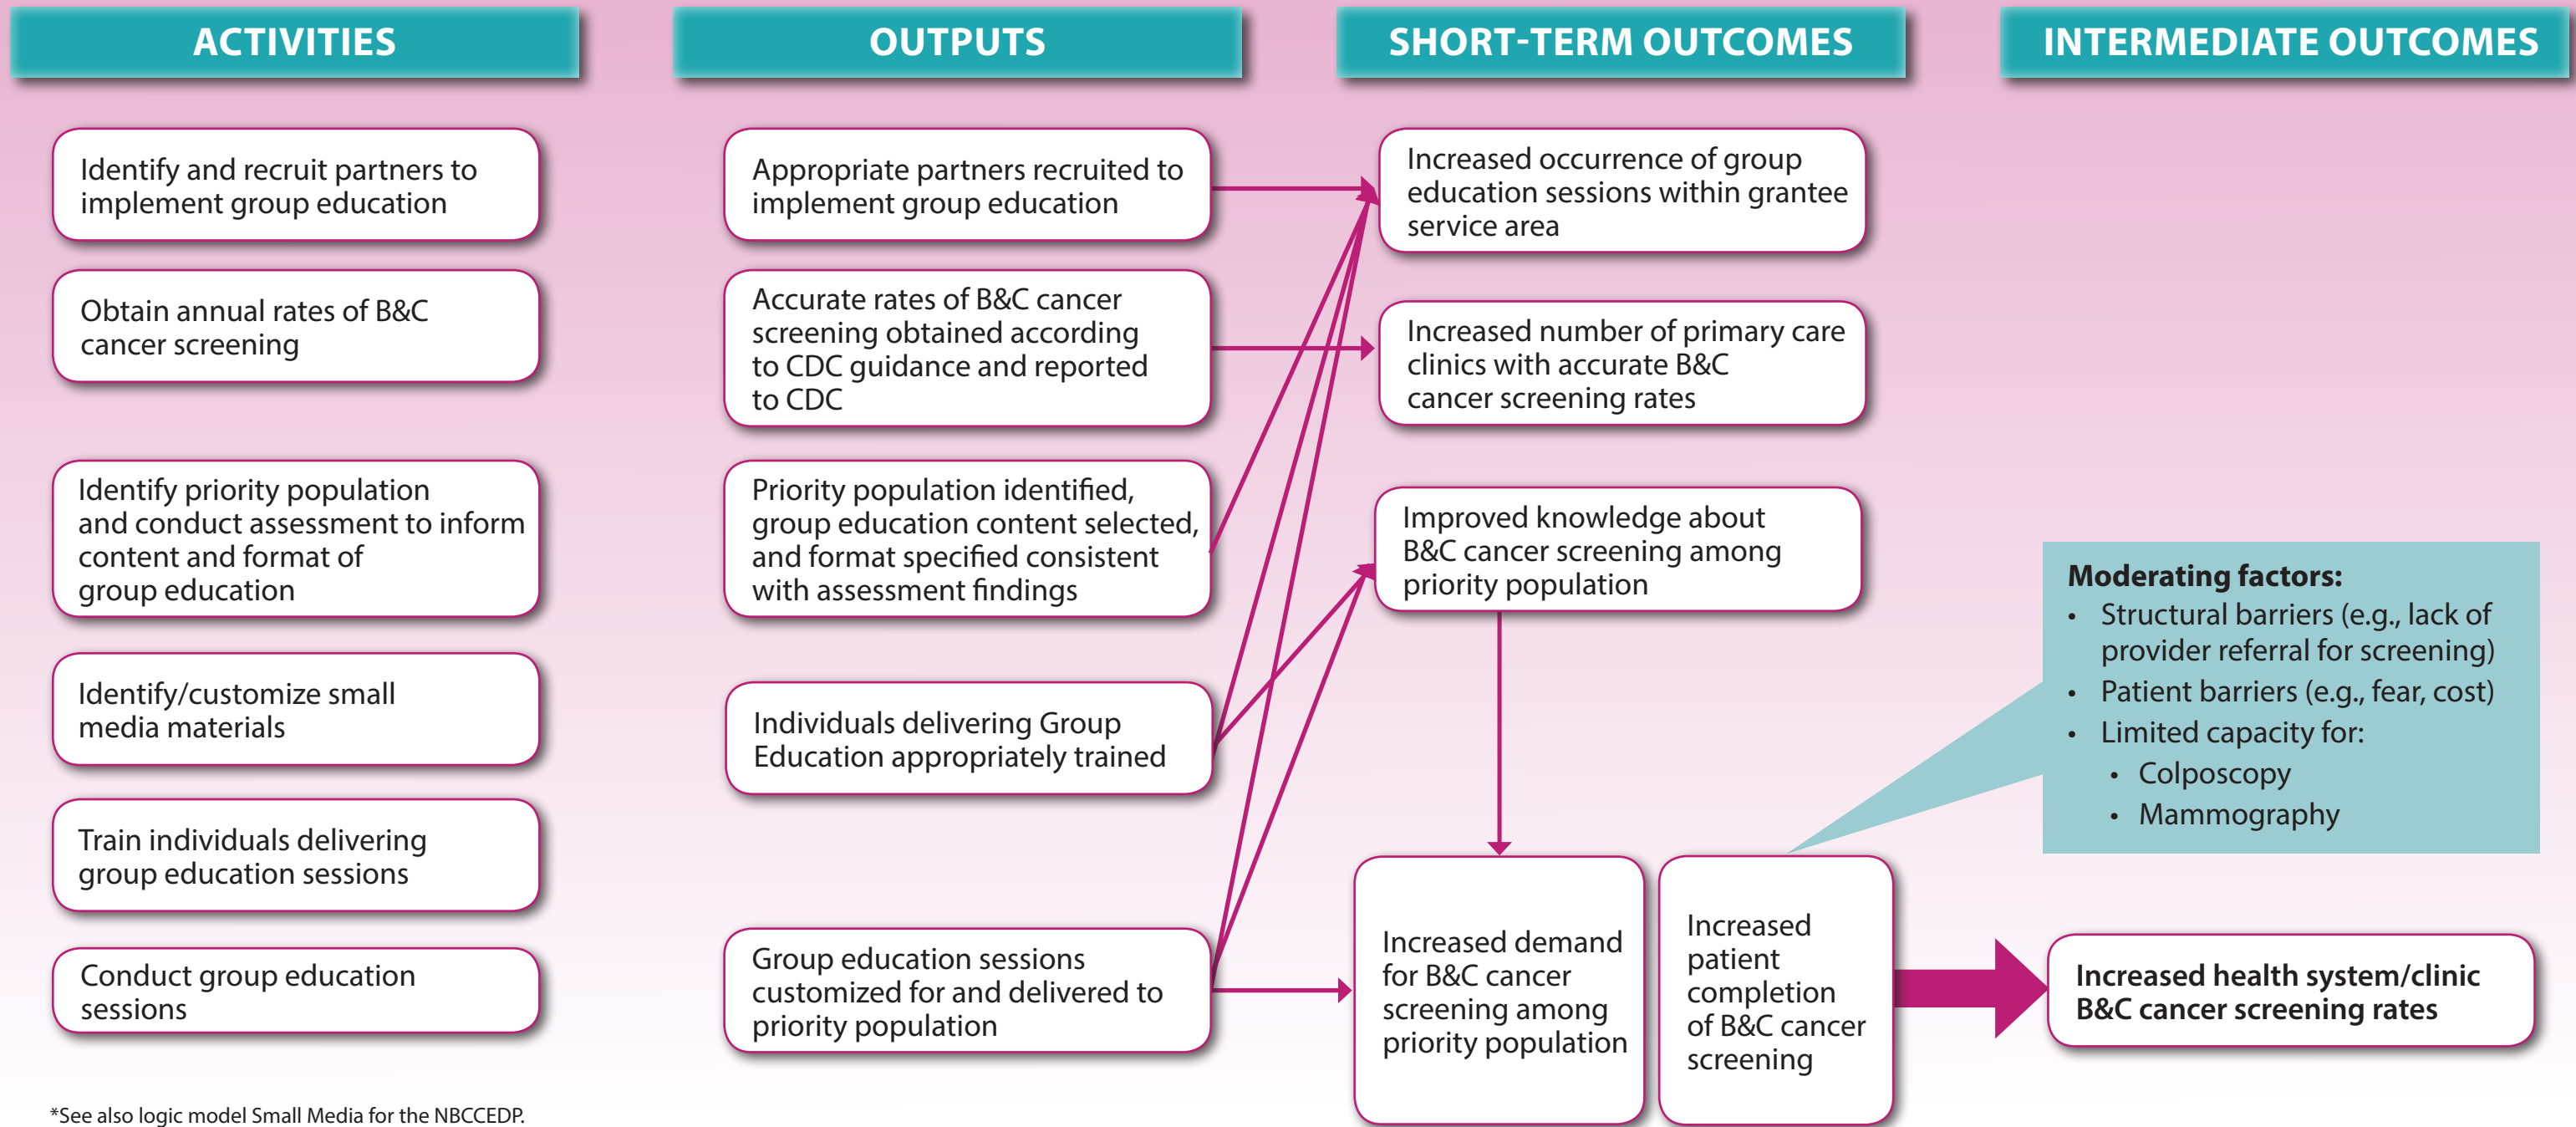 ACTIVITIES
Identify and recruit partners to
implement group education
Obtain annual rates of B&C
cancer screening
Identify priority population
and conduct assessment to inform
content and format of
group education
Identify/customize small
media materials
Train individuals delivering
group education sessions
Conduct group education
sessions
OUTPUTS
Appropriate partners recruited to
implement group education
Accurate rates of B&C cancer
screening obtained according
to CDC guidance and reported
to CDC
Priority population identified,
group education content selected,
and format specified consistent
with assessment findings
Individuals delivering Group
Education appropriately trained
Group education sessions
customized for and delivered to
priority population
SHORT-TERM OUTCOMES
Increased occurrence of group
education sessions within grantee
service area
Increased number of primary care
clinics with accurate B&C
cancer screening rates
Improved knowledge about
B&C cancer screening among
priority population
Increased demand
for B&C cancer
screening among
priority population
Increased
patient
completion
of B&C cancer
screening
INTERMEDIATE OUTCOMES
Moderating factors:
• Structural barriers (e.g., lack of
provider referral for screening)
• Patient barriers (e.g., fear, cost)
• Limited capacity for:
• Colposcopy
• Mammography
Increased health system/clinic
B&C cancer screening rates
*See also logic model Small Media for the NBCCEDP.